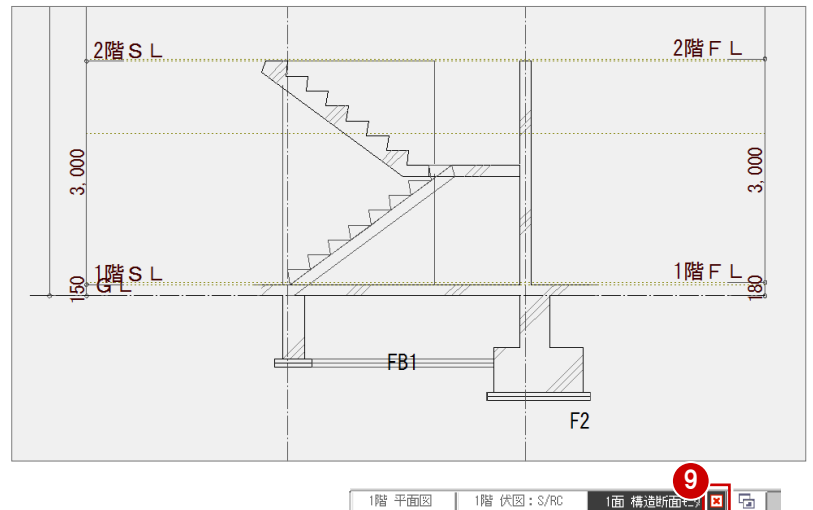 2階ＳＬ
2階ＦＬ
3,000
3,000
1階ＳＬ
1階ＦＬ
150
ＧＬ
180
FB1
F2
9
1階 平面図
1階 伏図：S/RC
1面 構造断面モ